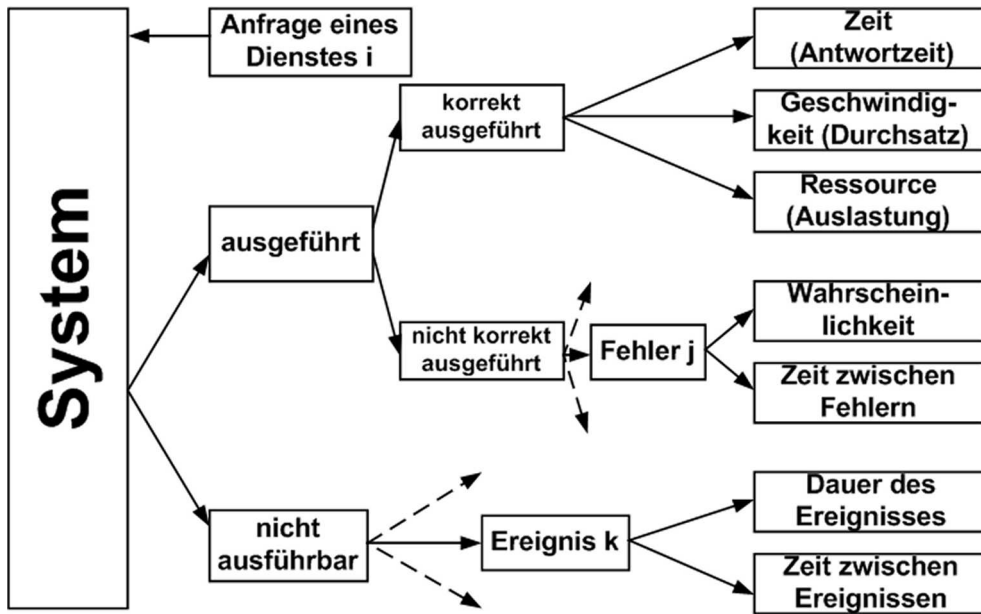 System
Anfrage eines
Dienstes i
ausgeführt
korrekt
ausgeführt
Zeit
(Antwortzeit)
Geschwindig-
keit (Durchsatz)
Ressource
(Auslastung)
nicht korrekt
ausgeführt
Fehler j
Wahrschein-
lichkeit
Zeit zwischen
Fehlern
nicht
ausführbar
Ereignis k
Dauer des
Ereignisses
Zeit zwischen
Ereignissen